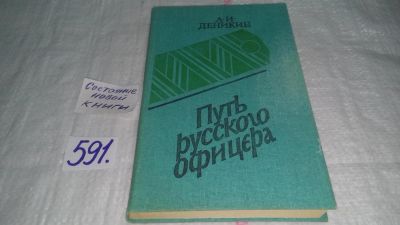 А.И.
ДЕНИКИН
Путь
русского
офицера
Состояние
новой
книги
591.